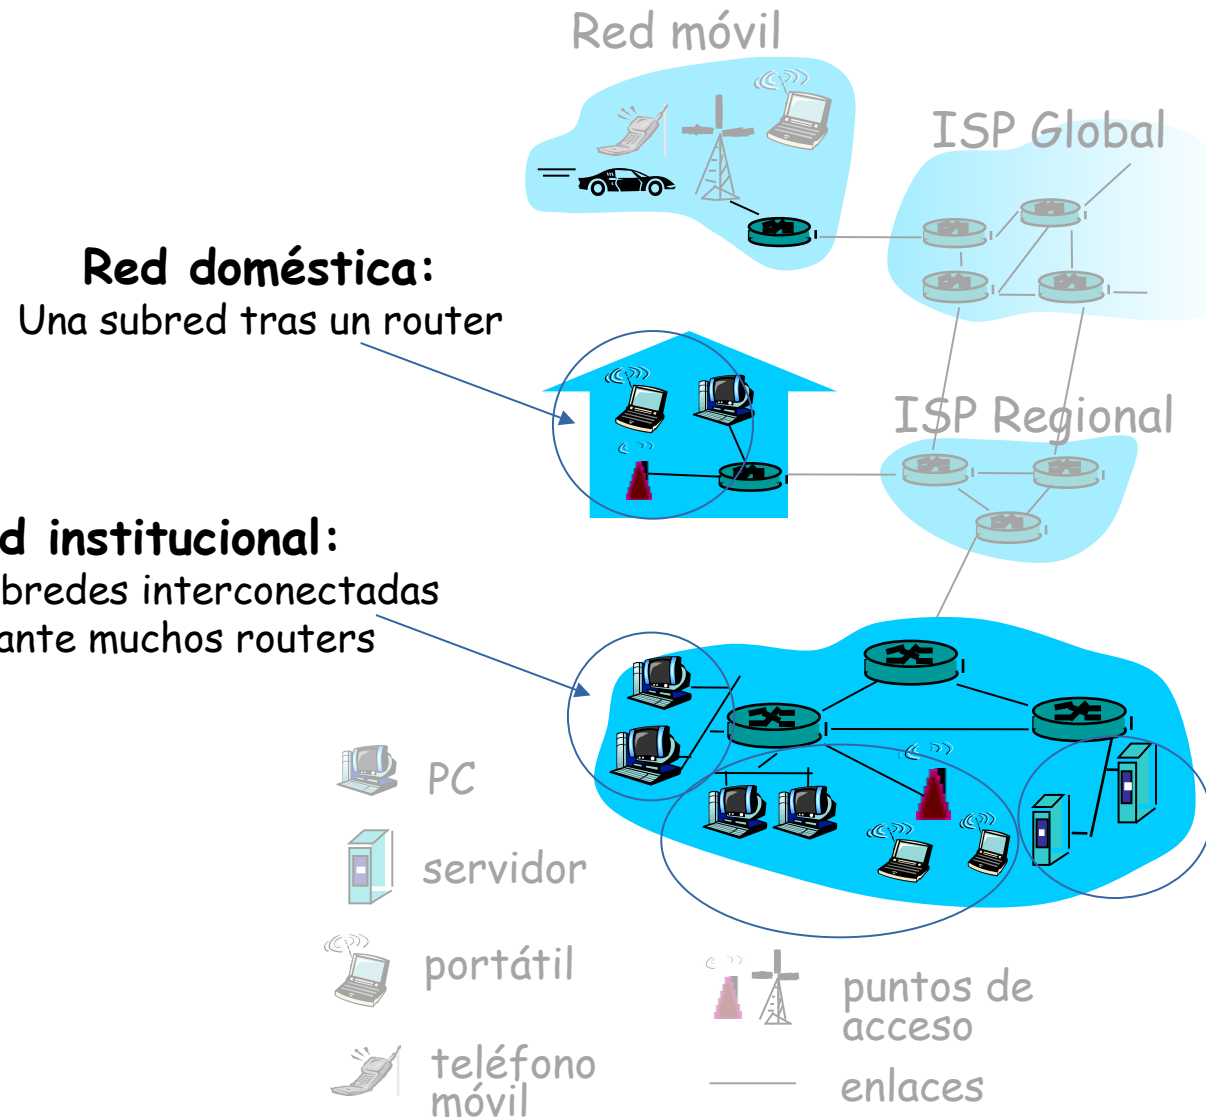 Red móvil
ISP Global
Red doméstica:
Una subred tras un router
ISP Regional
d institucional:
bredes interconectadas
ante muchos routers
PC
servidor
portátil
teléfono
móvil
puntos de
acceso
enlaces